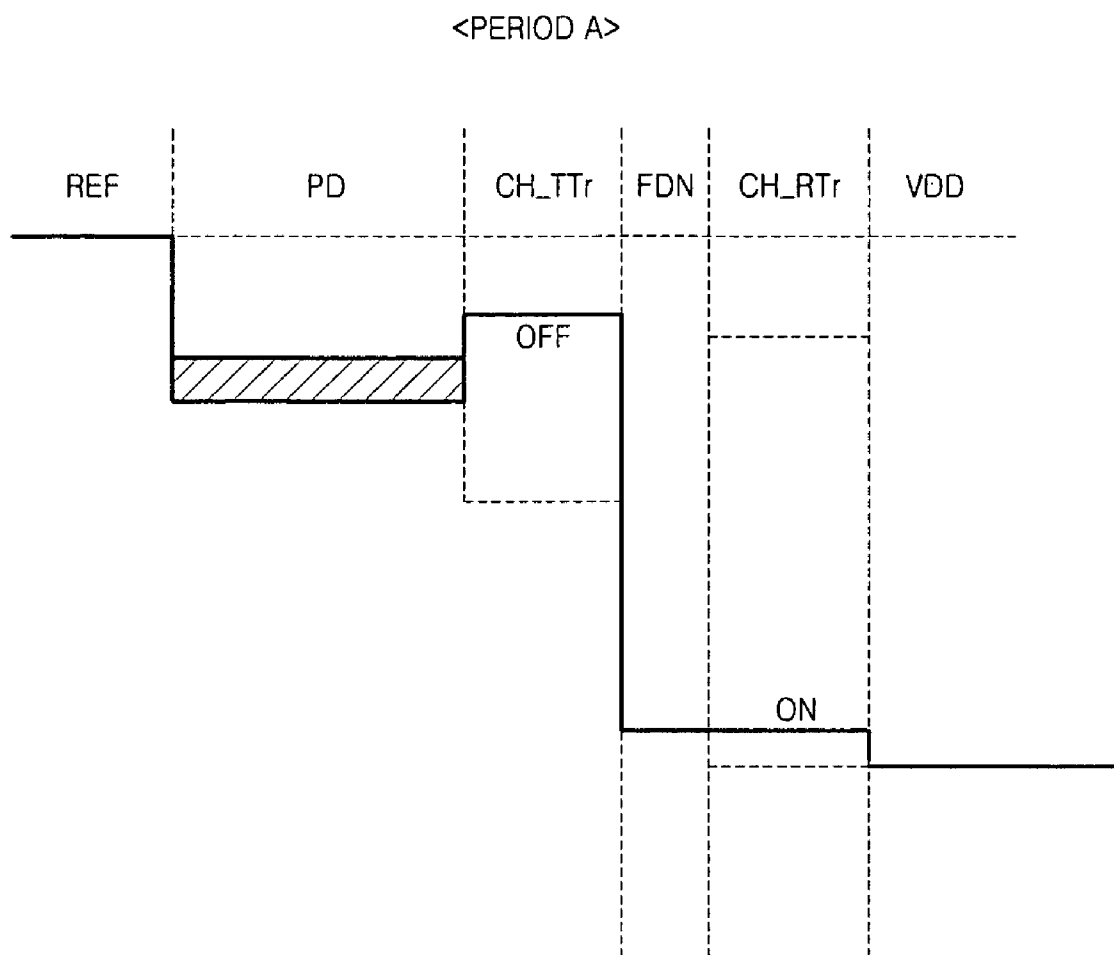 <PERIOD A>
REF PD CH_TTr FDN CH_RTr VDD
OFF
ON